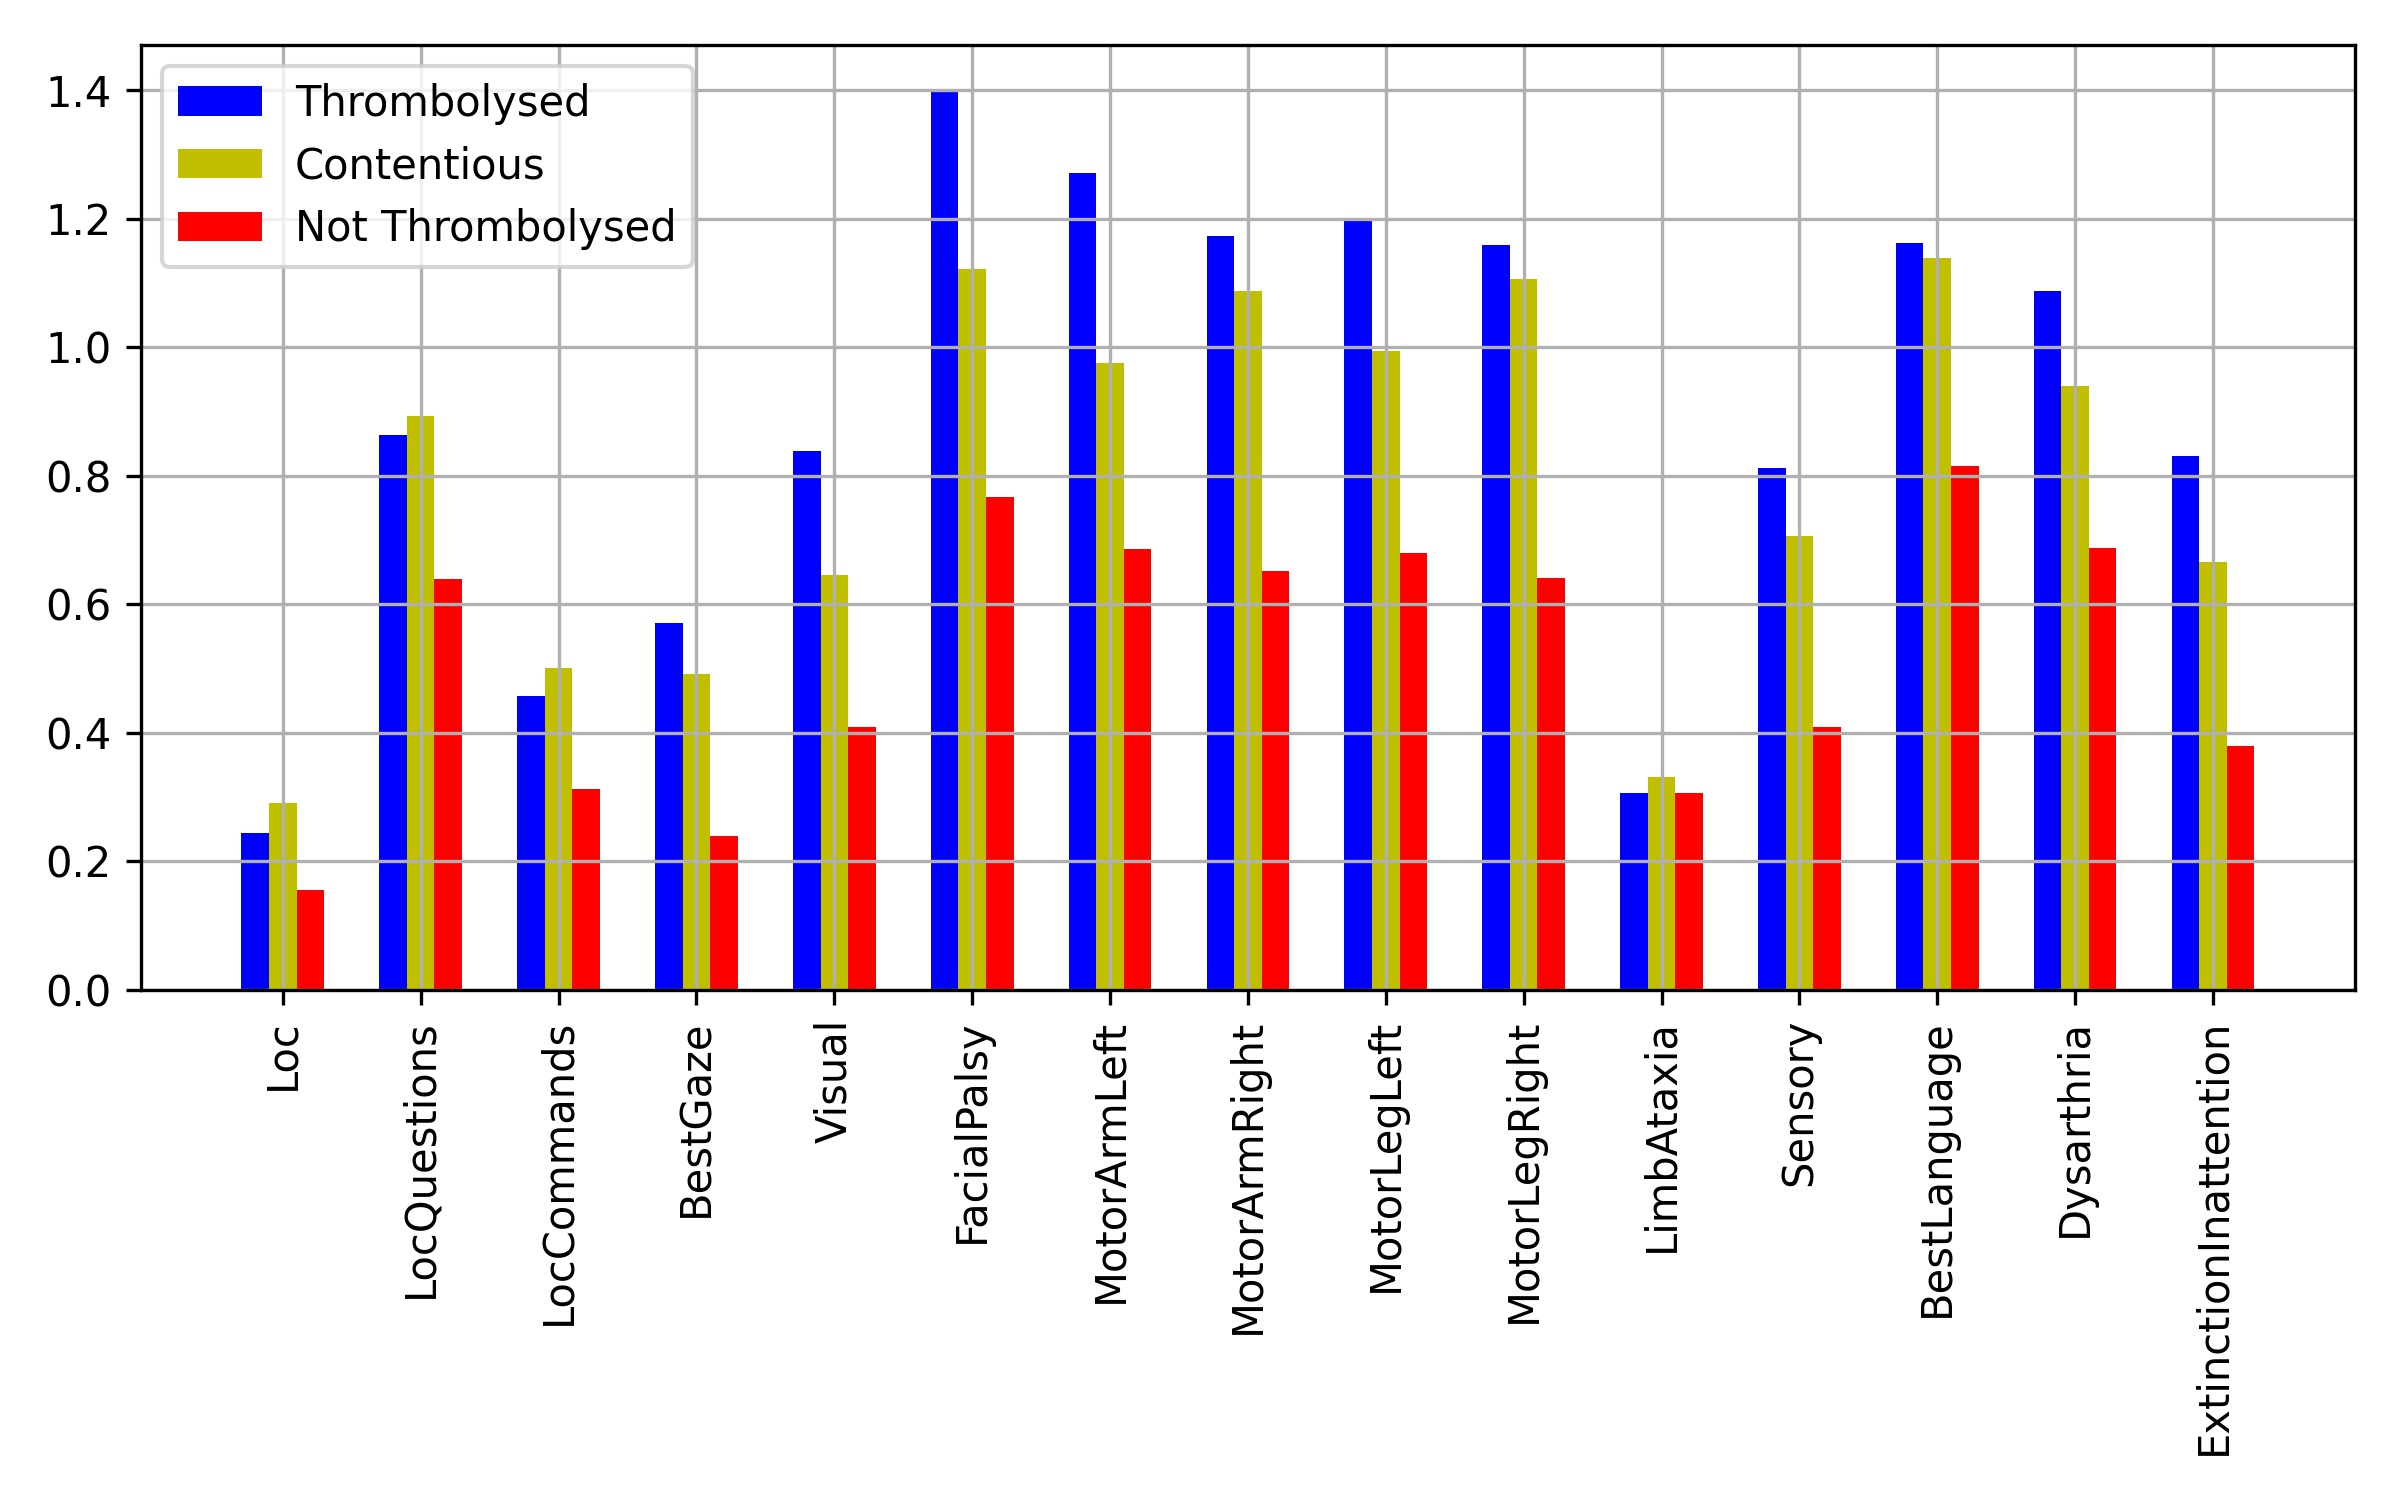 Thrombolysed
Contentious
Not Thrombolysed
1.4
1.2
1.0
0.8
0.6
0.4
0.2
0.0
Loc
LocQuestions
LocCommands
BestGaze
Visual
FacialPalsy
MotorArmLeft
MotorArmRight
MotorLegLeft
MotorLegRight
LimbAtaxia
Sensory
BestLanguage
Dysarthria
ExtinctionInattention